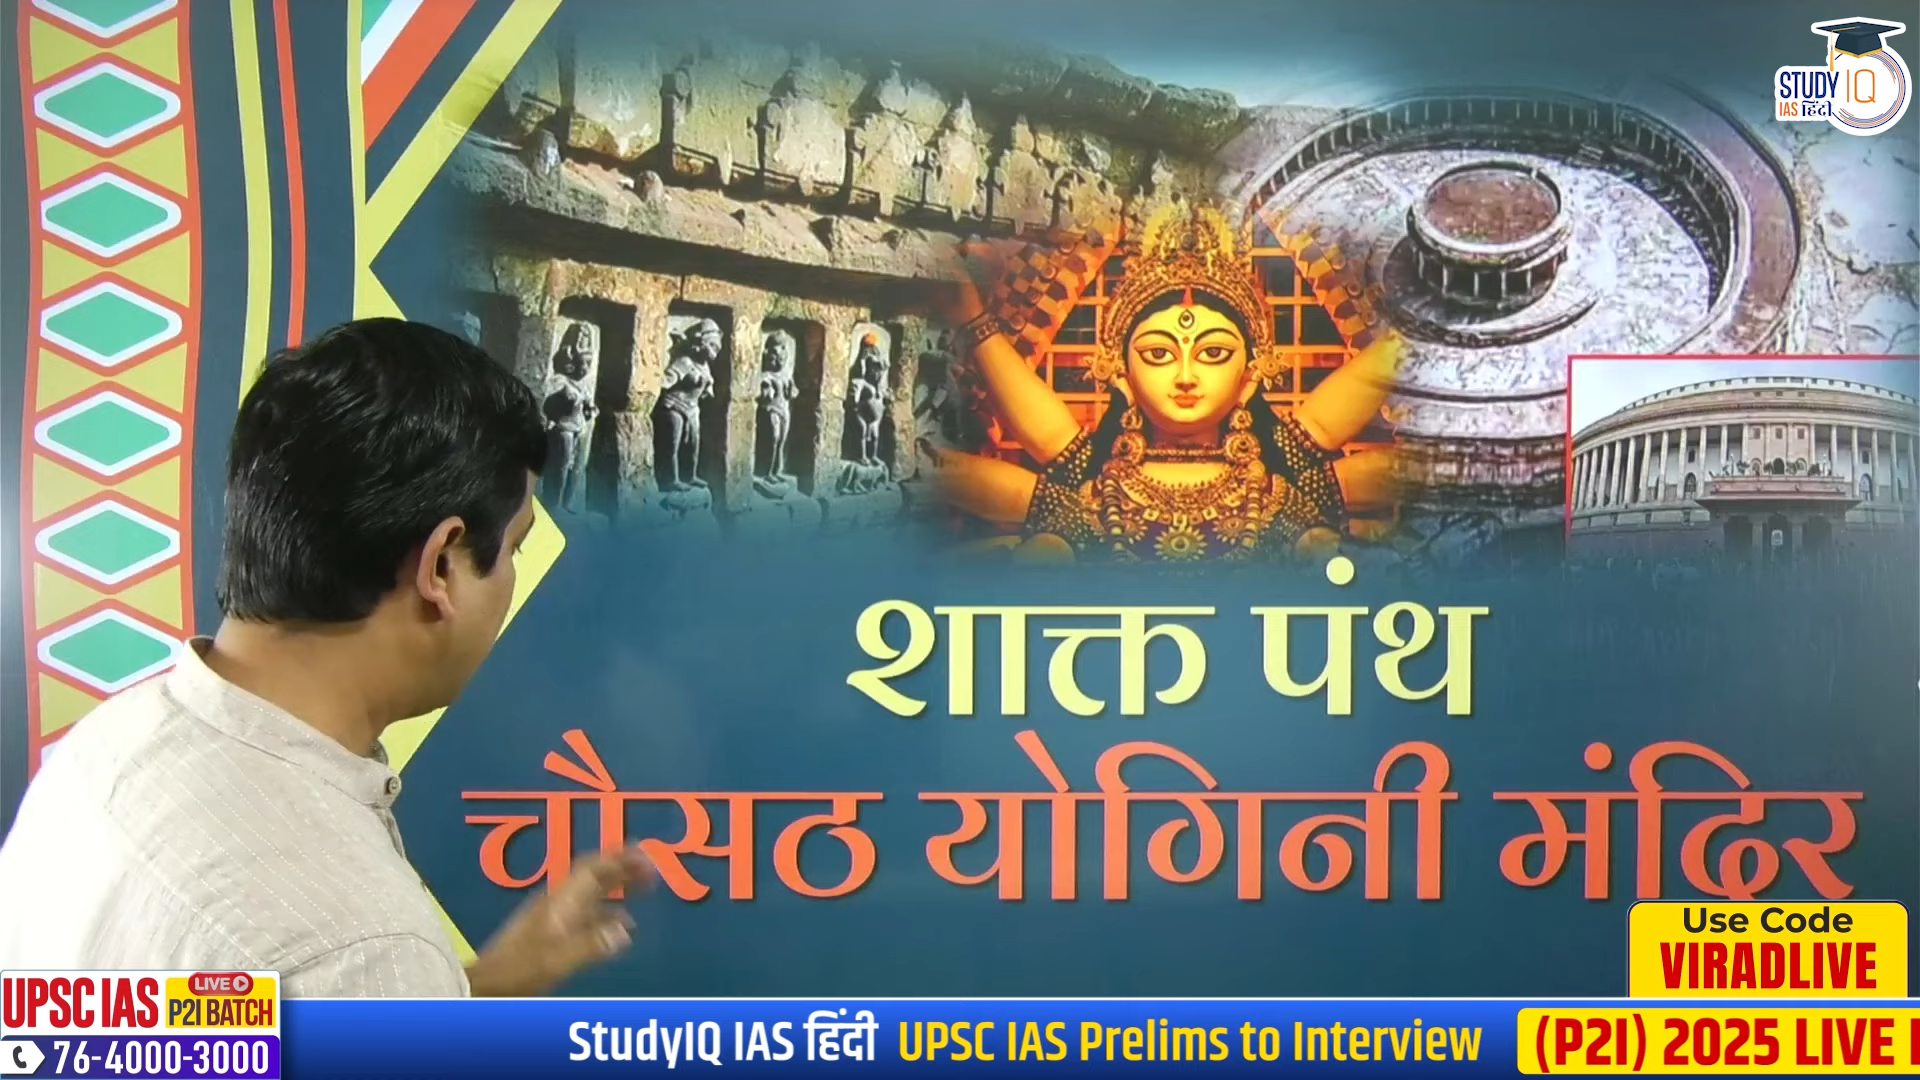 STUDY IQ
IAS हिंदी
शाक्त पंथ
चौसठ योगिनी मंदिर
Use Code
VIRADLIVE
UPSC IAS
LIVE
P2I BATCH
76-4000-3000
StudyIQ IAS हिंदी UPSC IAS Prelims to Interview
(P2I) 2025 LIVE